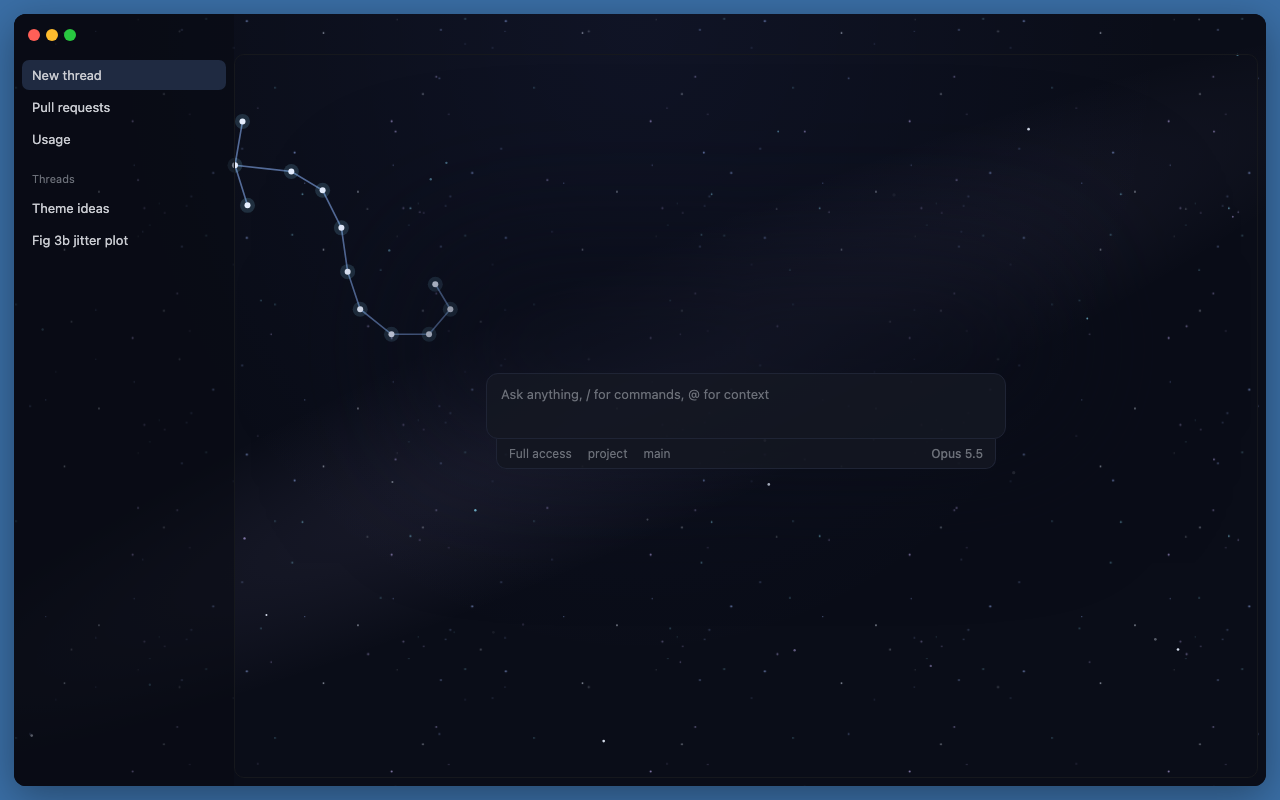 New thread
Pull requests
Usage
Threads
Theme ideas
Fig 3b jitter plot
Ask anything, / for commands, @ for context
Full access project main Opus 5.5